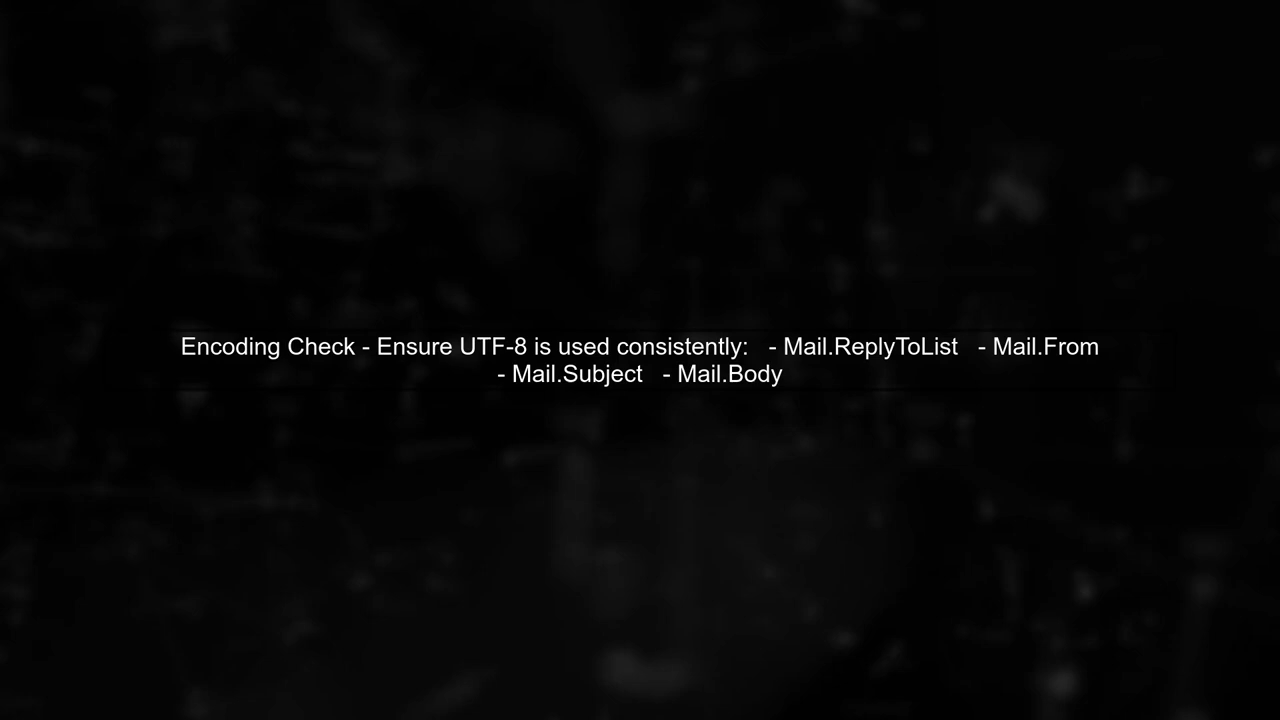 Encoding Check - Ensure UTF-8 is used consistently:   - Mail.ReplyToList   - Mail.From
- Mail.Subject   - Mail.Body